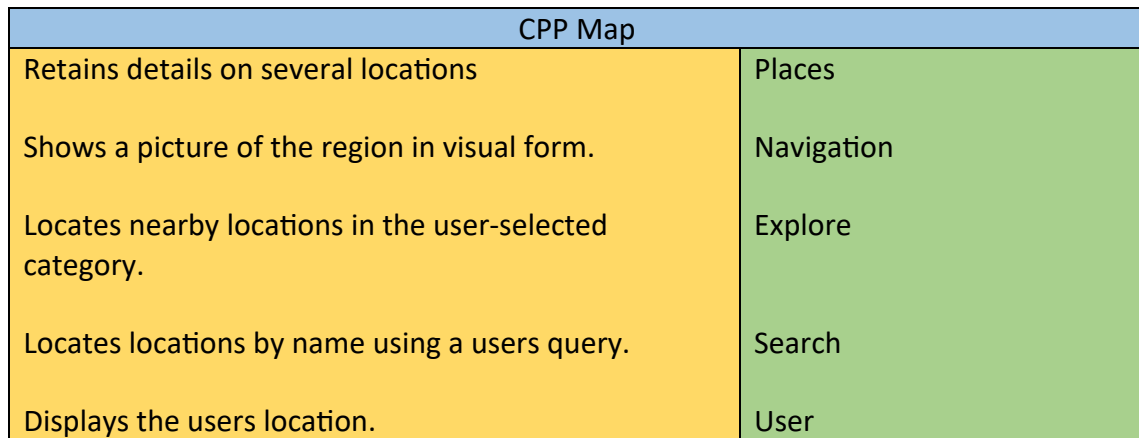 CPP Map
Retains details on several locations
Places
Shows a picture of the region in visual form.
Navigation
Locates nearby locations in the user-selected
category.
Explore
Locates locations by name using a users query.
Search
Displays the users location.
User